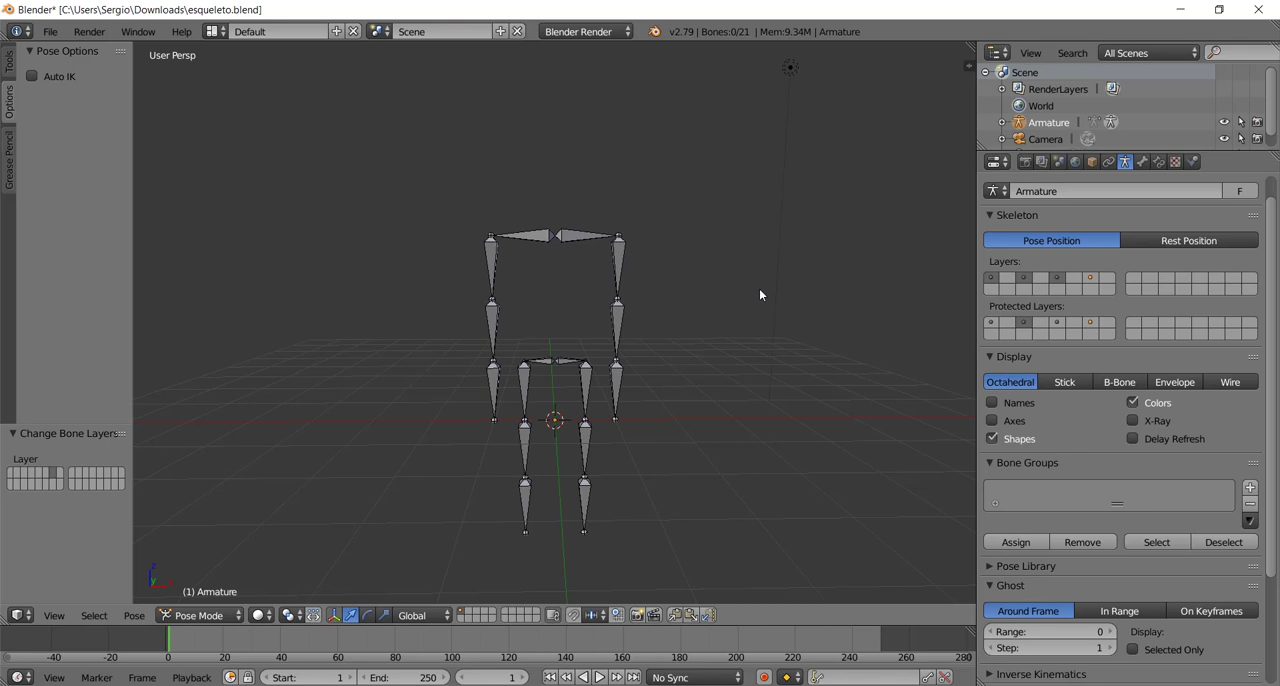 Blender* [C:\Users\Sergio\Downloads\esqueleto.blend]
File Render Window Help Default Scene Blender Render v2.79 | Bones:0/21 | Mem:9.34M | Armature
View Search All Scenes
Tools
Options
Grease Pencil
Pose Options
Auto IK
Change Bone Layers
Layer
User Persp
(1) Armature
View Select Pose Pose Mode Global
Scene
RenderLayers
World
Armature
Camera
Armature F
Skeleton
Pose Position Rest Position
Layers:
Protected Layers:
Display
Octahedral Stick B-Bone Envelope Wire
Names Colors
Axes X-Ray
Shapes Delay Refresh
Bone Groups
Assign Remove Select Deselect
Pose Library
Ghost
Around Frame In Range On Keyframes
Range: 0 Display:
Step: 1 Selected Only
Inverse Kinematics
-40 -20 0 20 40 60 80 100 120 140 160 180 200 220 240 260 280
View Marker Frame Playback Start: 1 End: 250 1 No Sync